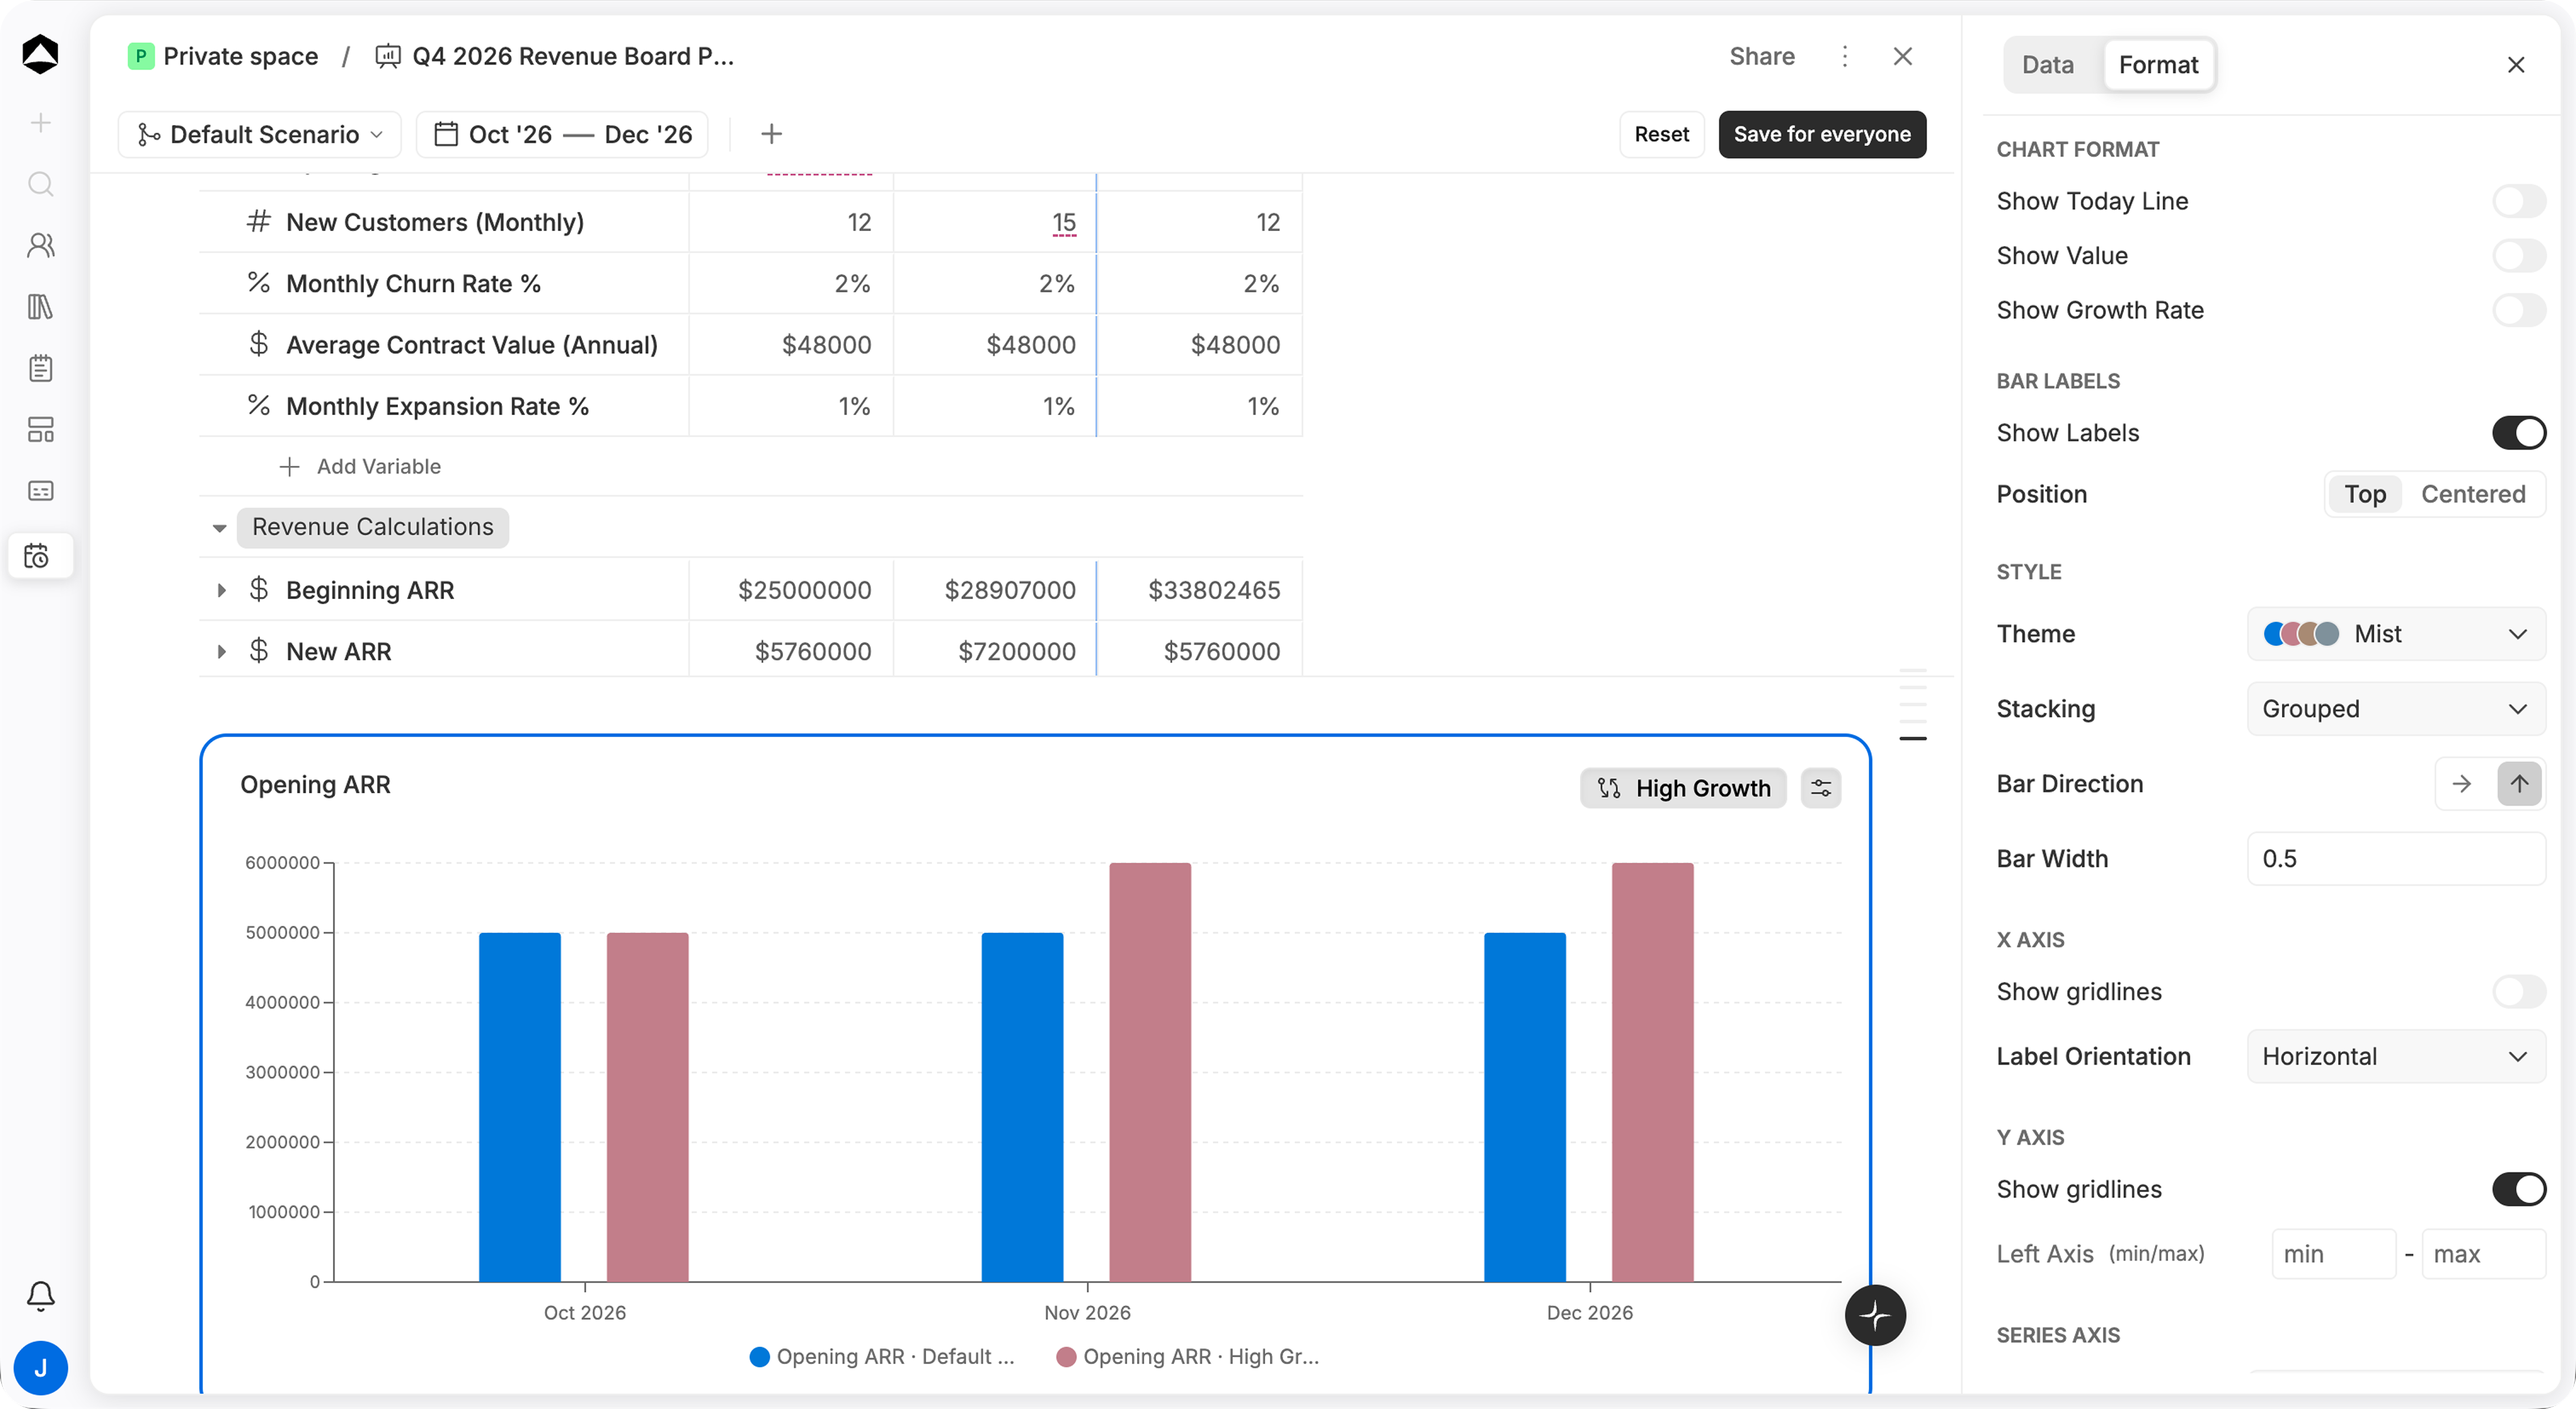 P Private space / Q4 2026 Revenue Board P...
Share
Default Scenario
Oct '26 — Dec '26
Reset
Save for everyone
# New Customers (Monthly) 12 15 12
% Monthly Churn Rate % 2% 2% 2%
$ Average Contract Value (Annual) $48000 $48000 $48000
% Monthly Expansion Rate % 1% 1% 1%
Add Variable
Revenue Calculations
$ Beginning ARR $25000000 $28907000 $33802465
$ New ARR $5760000 $7200000 $5760000
Opening ARR
High Growth
6000000
5000000
4000000
3000000
2000000
1000000
0
Oct 2026 Nov 2026 Dec 2026
Opening ARR · Default ... Opening ARR · High Gr...
J
Data Format
CHART FORMAT
Show Today Line
Show Value
Show Growth Rate
BAR LABELS
Show Labels
Position Top Centered
STYLE
Theme Mist
Stacking Grouped
Bar Direction
Bar Width 0.5
X AXIS
Show gridlines
Label Orientation Horizontal
Y AXIS
Show gridlines
Left Axis (min/max) min - max
SERIES AXIS